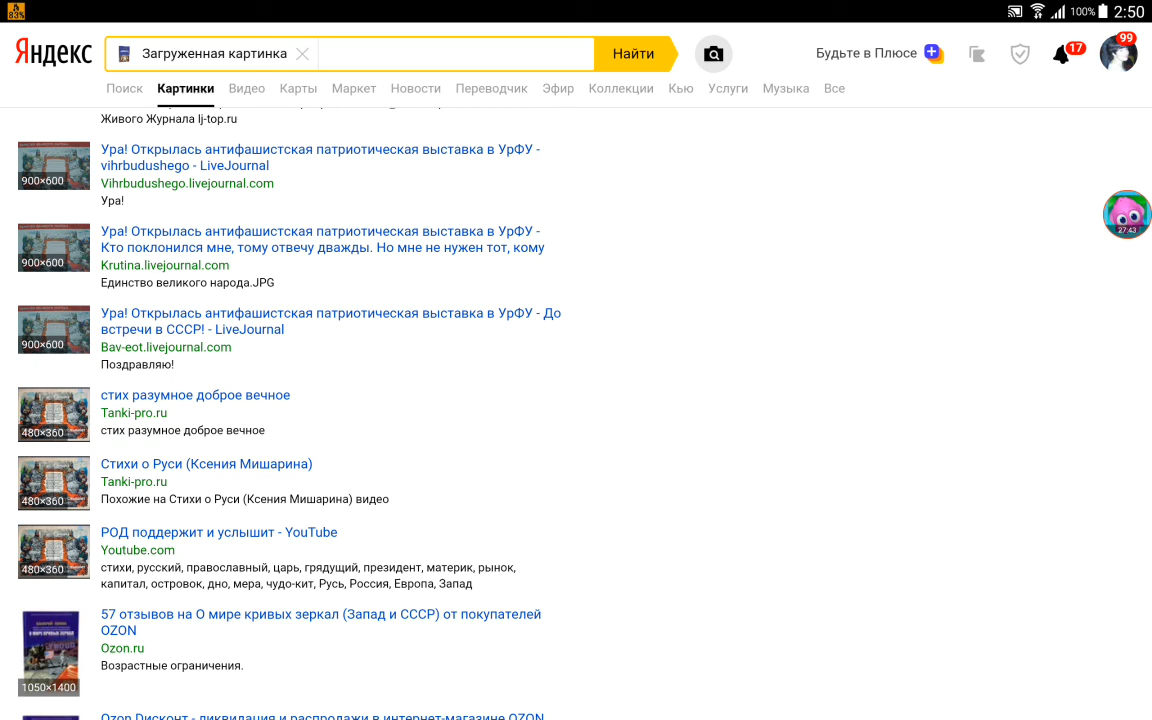 83%
100% 2:50
Яндекс
Загруженная картинка
Найти
Будьте в Плюсе
17
99
Поиск Картинки Видео Карты Маркет Новости Переводчик Эфир Коллекции Кью Услуги Музыка Все
Живого Журнала lj-top.ru
Ура! Открылась антифашистская патриотическая выставка в УрФУ -
vihrbudushego - LiveJournal
900×600
Vihrbudushego.livejournal.com
Ура!
27:43
Ура! Открылась антифашистская патриотическая выставка в УрФУ -
Кто поклонился мне, тому отвечу дважды. Но мне не нужен тот, кому
900×600
Krutina.livejournal.com
Единство великого народа.JPG
Ура! Открылась антифашистская патриотическая выставка в УрФУ - До
встречи в СССР! - LiveJournal
900×600
Bav-eot.livejournal.com
Поздравляю!
стих разумное доброе вечное
Tanki-pro.ru
480×360
стих разумное доброе вечное
Стихи о Руси (Ксения Мишарина)
Tanki-pro.ru
480×360
Похожие на Стихи о Руси (Ксения Мишарина) видео
РОД поддержит и услышит - YouTube
Youtube.com
480×360
стихи, русский, православный, царь, грядущий, президент, материк, рынок,
капитал, островок, дно, мера, чудо-кит, Русь, Россия, Европа, Запад
57 отзывов на О мире кривых зеркал (Запад и СССР) от покупателей
OZON
Ozon.ru
Возрастные ограничения.
1050×1400
Ozon Dисконт - ликвидация и распродажи в интернет-магазине OZON